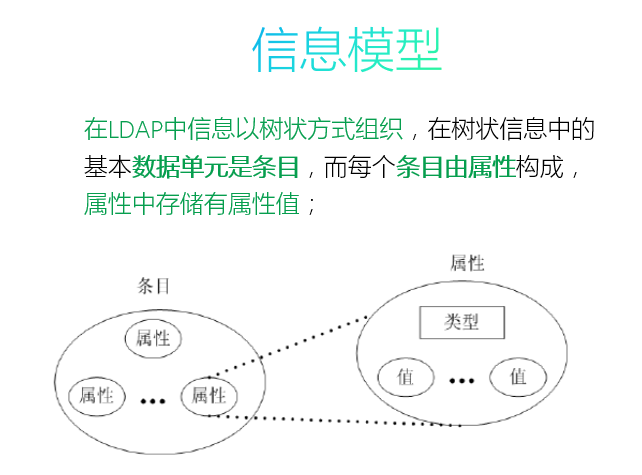 信息模型
在LDAP中信息以树状方式组织，在树状信息中的
基本数据单元是条目，而每个条目由属性构成，
属性中存储有属性值；
条目
属性
属性
属性 ••• 属性
类型
值 ••• 值